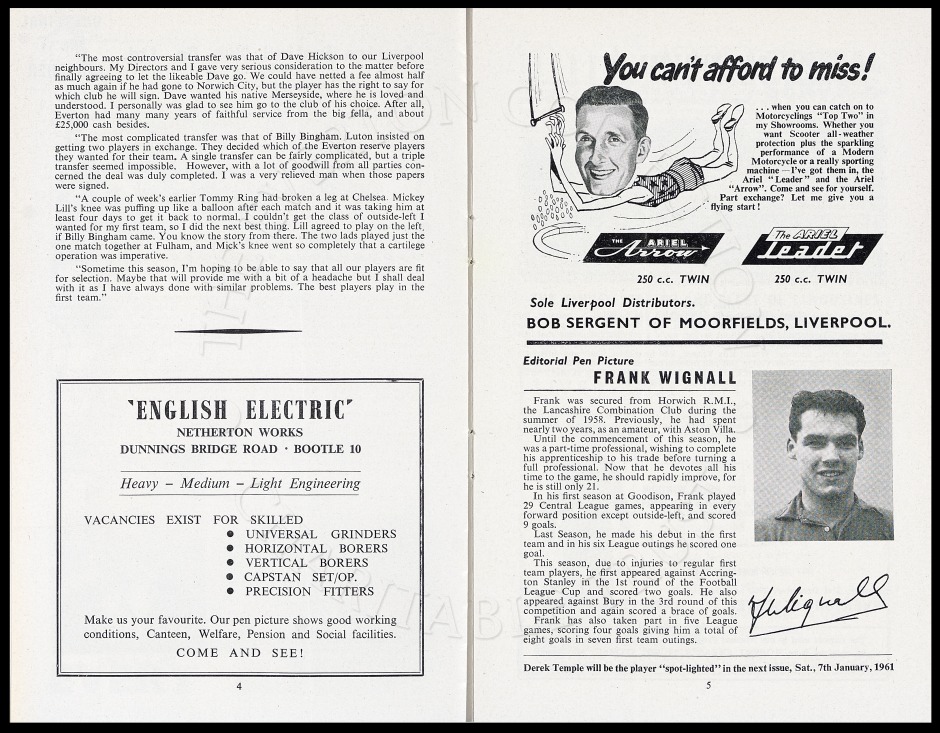 "The most controversial transfer was that of Dave Hickson to our Liverpool
neighbours. My Directors and I gave very serious consideration to the matter before
finally agreeing to let the likeable Dave go. We could have netted a fee almost half
as much again if he had gone to Norwich City, but the player has the right to say for
which club he will sign. Dave wanted his native Merseyside, where he is loved and
understood. I personally was glad to see him go to the club of his choice. After all,
Everton had many many years of faithful service from the big fella, and about
£25,000 cash besides.
"The most complicated transfer was that of Billy Bingham. Luton insisted on
getting two players in exchange. They decided which of the Everton reserve players
they wanted for their team. A single transfer can be fairly complicated, but a triple
transfer seemed impossible. However, with a lot of goodwill from all parties con-
cerned the deal was duly completed. I was a very relieved man when those papers
were signed.
"A couple of week's earlier Tommy Ring had broken a leg at Chelsea. Mickey
Lill's knee was puffing up like a balloon after each match and it was taking him at
least four days to get it back to normal. I couldn't get the class of outside-left I
wanted for my first team, so I did the next best thing. Lill agreed to play on the left,
if Billy Bingham came. You know the story from there. The two lads played just the
one match together at Fulham, and Mick's knee went so completely that a cartilege
operation was imperative.
"Sometime this season, I'm hoping to be able to say that all our players are fit
for selection. Maybe that will provide me with a bit of a headache but I shall deal
with it as I have always done with similar problems. The best players play in the
first team."
'ENGLISH ELECTRIC'
NETHERTON WORKS
DUNNINGS BRIDGE ROAD · BOOTLE 10
Heavy – Medium – Light Engineering
VACANCIES EXIST FOR SKILLED
● UNIVERSAL GRINDERS
● HORIZONTAL BORERS
● VERTICAL BORERS
● CAPSTAN SET/OP.
● PRECISION FITTERS
Make us your favourite. Our pen picture shows good working
conditions, Canteen, Welfare, Pension and Social facilities.
COME AND SEE!
4
You can't afford to miss!
. . . when you can catch on to
Motorcyclings "Top Two" in
my Showrooms. Whether you
want Scooter all-weather
protection plus the sparkling
performance of a Modern
Motorcycle or a really sporting
machine—I've got them in, the
Ariel "Leader" and the Ariel
"Arrow". Come and see for yourself.
Part exchange? Let me give you a
flying start!
THE ARIEL Arrow
The ARIEL Leader
250 c.c. TWIN
250 c.c. TWIN
Sole Liverpool Distributors.
BOB SERGENT OF MOORFIELDS, LIVERPOOL.
Editorial Pen Picture
FRANK WIGNALL
Frank was secured from Horwich R.M.I.,
the Lancashire Combination Club during the
summer of 1958. Previously, he had spent
nearly two years, as an amateur, with Aston Villa.
Until the commencement of this season, he
was a part-time professional, wishing to complete
his apprenticeship to his trade before turning a
full professional. Now that he devotes all his
time to the game, he should rapidly improve, for
he is still only 21.
In his first season at Goodison, Frank played
29 Central League games, appearing in every
forward position except outside-left, and scored
9 goals.
Last Season, he made his debut in the first
team and in his six League outings he scored one
goal.
This season, due to injuries to regular first
team players, he first appeared against Accring-
ton Stanley in the 1st round of the Football
League Cup and scored two goals. He also
appeared against Bury in the 3rd round of this
competition and again scored a brace of goals.
Frank has also taken part in five League
games, scoring four goals giving him a total of
eight goals in seven first team outings.
F Wignall
Derek Temple will be the player "spot-lighted" in the next issue, Sat., 7th January, 1961
5